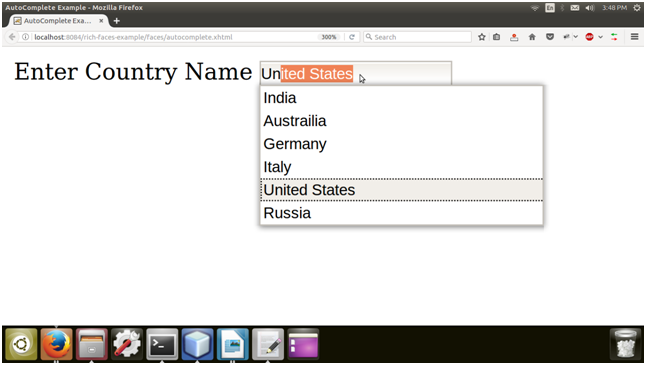 AutoComplete Example - Mozilla Firefox
En
3:48 PM
AutoComplete Exa...
localhost:8084/rich-faces-example/faces/autocomplete.xhtml
300%
Search
Enter Country Name
United States
India
Austrailia
Germany
Italy
United States
Russia